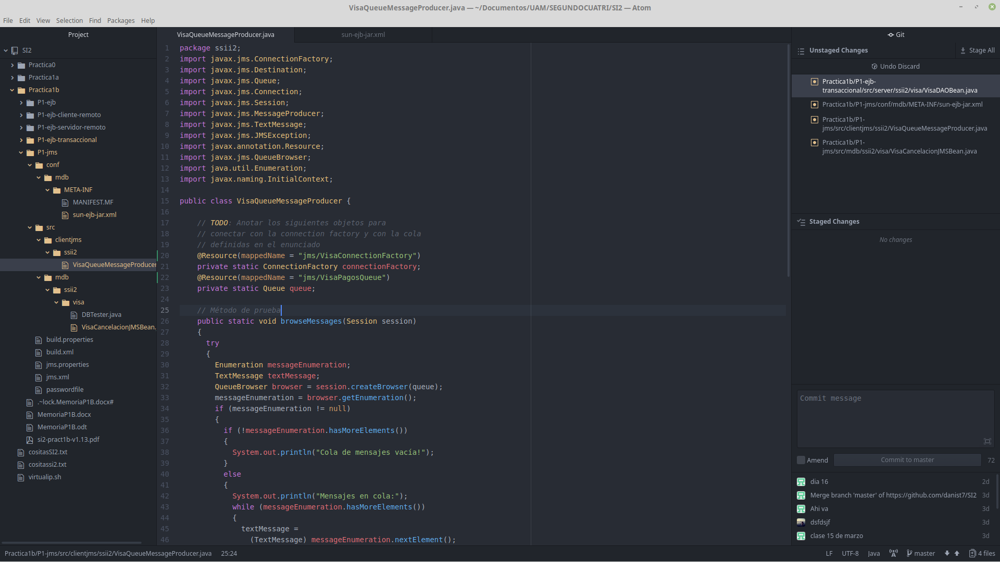 VisaQueueMessageProducer.java — ~/Documentos/UAM/SEGUNDOCUATRI/SI2 — Atom
File Edit View Selection Find Packages Help
Project
SI2
Practica0
Practica1a
Practica1b
P1-ejb
P1-ejb-cliente-remoto
P1-ejb-servidor-remoto
P1-ejb-transaccional
P1-jms
conf
mdb
META-INF
MANIFEST.MF
sun-ejb-jar.xml
src
clientjms
ssii2
VisaQueueMessageProducer
mdb
ssii2
visa
DBTester.java
VisaCancelacionJMSBean.
build.properties
build.xml
jms.properties
jms.xml
passwordfile
.~lock.MemoriaP1B.docx#
MemoriaP1B.docx
MemoriaP1B.odt
si2-pract1b-v1.13.pdf
cositasSI2.txt
cositassi2.txt
virtualip.sh
VisaQueueMessageProducer.java sun-ejb-jar.xml
1 package ssii2;
2 import javax.jms.ConnectionFactory;
3 import javax.jms.Destination;
4 import javax.jms.Queue;
5 import javax.jms.Connection;
6 import javax.jms.Session;
7 import javax.jms.MessageProducer;
8 import javax.jms.TextMessage;
9 import javax.jms.JMSException;
10 import javax.annotation.Resource;
11 import javax.jms.QueueBrowser;
12 import java.util.Enumeration;
13 import javax.naming.InitialContext;
14
15 public class VisaQueueMessageProducer {
16
17 // TODO: Anotar los siguientes objetos para
18 // conectar con la connection factory y con la cola
19 // definidas en el enunciado
20 @Resource(mappedName = "jms/VisaConnectionFactory")
21 private static ConnectionFactory connectionFactory;
22 @Resource(mappedName = "jms/VisaPagosQueue")
23 private static Queue queue;
24
25 // Método de prueba
26 public static void browseMessages(Session session)
27 {
28 try
29 {
30 Enumeration messageEnumeration;
31 TextMessage textMessage;
32 QueueBrowser browser = session.createBrowser(queue);
33 messageEnumeration = browser.getEnumeration();
34 if (messageEnumeration != null)
35 {
36 if (!messageEnumeration.hasMoreElements())
37 {
38 System.out.println("Cola de mensajes vacía!");
39 }
40 else
41 {
42 System.out.println("Mensajes en cola:");
43 while (messageEnumeration.hasMoreElements())
44 {
45 textMessage =
46 (TextMessage) messageEnumeration.nextElement();
Git
Unstaged Changes Stage All
Undo Discard
Practica1b/P1-ejb-
transaccional/src/server/ssii2/visa/VisaDAOBean.java
Practica1b/P1-jms/conf/mdb/META-INF/sun-ejb-jar.xml
Practica1b/P1-
jms/src/clientjms/ssii2/VisaQueueMessageProducer.java
Practica1b/P1-
jms/src/mdb/ssii2/visa/VisaCancelacionJMSBean.java
Staged Changes
No changes
Commit message
Amend Commit to master 72
dia 16 2d
Merge branch 'master' of https://github.com/danist7/SI2 3d
Ahi va 3d
dsfdsjf 3d
clase 15 de marzo 3d
Practica1b/P1-jms/src/clientjms/ssii2/VisaQueueMessageProducer.java 25:24 LF UTF-8 Java master 4 files